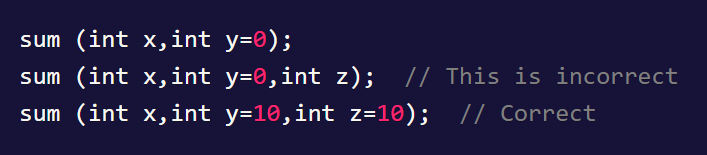 sum (int x,int y=0);
sum (int x,int y=0,int z);  // This is incorrect
sum (int x,int y=10,int z=10);  // Correct